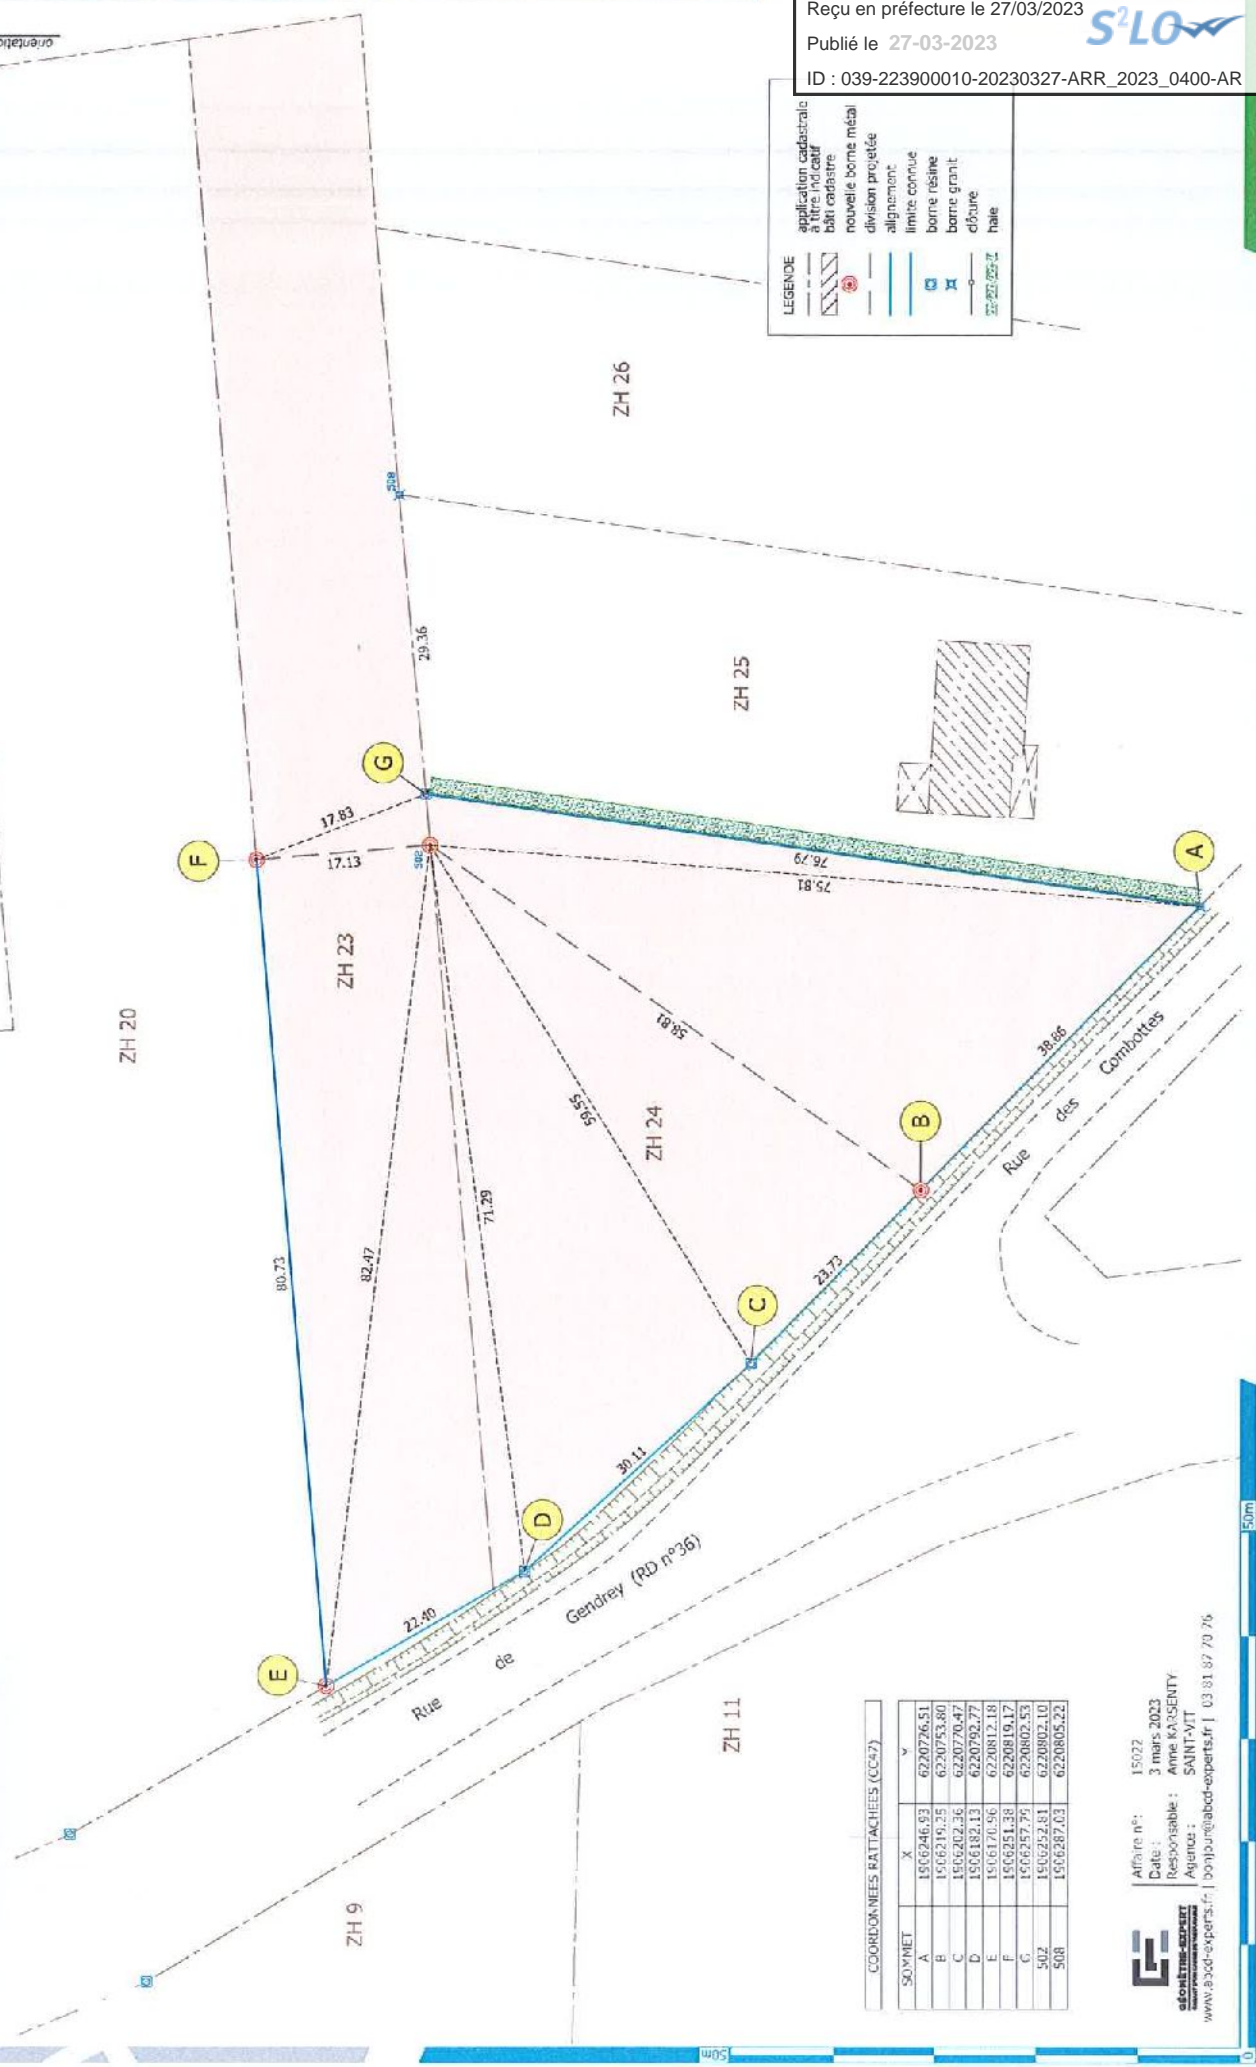 Reçu en préfecture le 27/03/2023
Publié le 27-03-2023
S²LO
ID : 039-223900010-20230327-ARR_2023_0400-AR
orientation
LEGENDE
application cadastrale
à titre indicatif
bâti cadastre
nouvelle borne métal
division projetée
alignement
limite connue
borne résine
borne granit
clôture
haie
ZH 26
508
29.36
ZH 25
G
F
17.83
17.13
502
76.79
75.81
A
ZH 23
ZH 20
58.81
59.55
ZH 24
38.86
Rue des Combottes
B
71.29
82.47
80.73
23.73
C
30.11
D
22.40
E
Rue de Gendrey (RD n°36)
ZH 11
ZH 9
COORDONNEES RATTACHEES (CC47)
SOMMET X Y
A 1906246.93 6220726.51
B 1906219.25 6220753.80
C 1906202.36 6220770.47
D 1906182.13 6220792.77
E 1906170.96 6220812.18
F 1906251.38 6220819.17
G 1906257.79 6220802.53
502 1906252.81 6220802.10
508 1906287.03 6220805.22
GÉOMÈTRE-EXPERT
Affaire n° : 15022
Date : 3 mars 2023
Responsable : Anne KARSENTY
Agence : SAINT-VIT
www.abcd-experts.fr | bonjour@abcd-experts.fr | 03 81 87 70 76
50m
0
50m